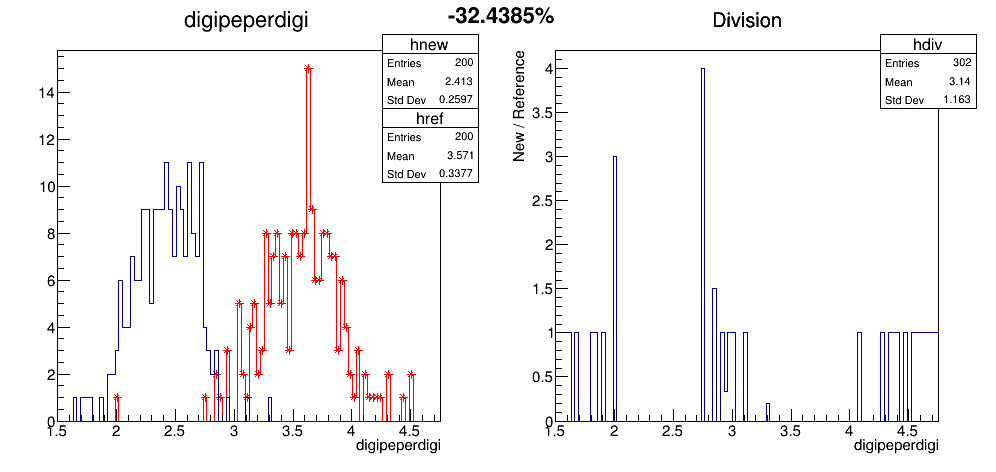 -32.4385%
digipeperdigi
hnew
Entries 200
Mean 2.413
Std Dev 0.2597
href
Entries 200
Mean 3.571
Std Dev 0.3377
14
12
10
8
6
4
2
0
1.5 2 2.5 3 3.5 4 4.5
digipeperdigi
Division
hdiv
Entries 302
Mean 3.14
Std Dev 1.163
New / Reference
4
3.5
3
2.5
2
1.5
1
0.5
0
1.5 2 2.5 3 3.5 4 4.5
digipeperdigi